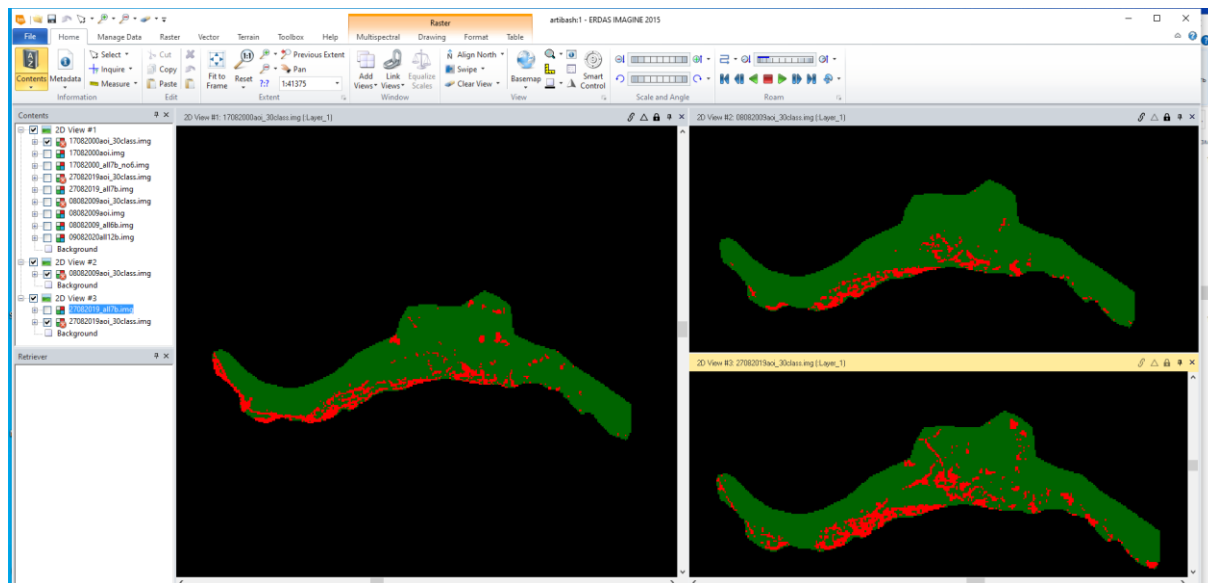 Raster
artibash:1 - ERDAS IMAGINE 2015
File Home Manage Data Raster Vector Terrain Toolbox Help Multispectral Drawing Format Table
Contents Metadata
Select
Inquire
Measure
Information
Cut
Copy
Paste
Edit
Fit to Frame
Reset
?:?
Previous Extent
Pan
1:41375
Extent
Add Views
Link Views
Equalize Scales
Window
Align North
Swipe
Clear View
Basemap
View
Smart Control
Scale and Angle
Roam
Contents
2D View #1
17082000aoi_30class.img
17082000aoi.img
17082000_all7b_no6.img
27082019aoi_30class.img
27082019_all7b.img
08082009aoi_30class.img
08082009aoi.img
08082009_all6b.img
09082020all12b.img
Background
2D View #2
08082009aoi_30class.img
Background
2D View #3
27082019_all7b.img
27082019aoi_30class.img
Background
Retriever
2D View #1: 17082000aoi_30class.img (:Layer_1)
2D View #2: 08082009aoi_30class.img (:Layer_1)
2D View #3: 27082019aoi_30class.img (:Layer_1)